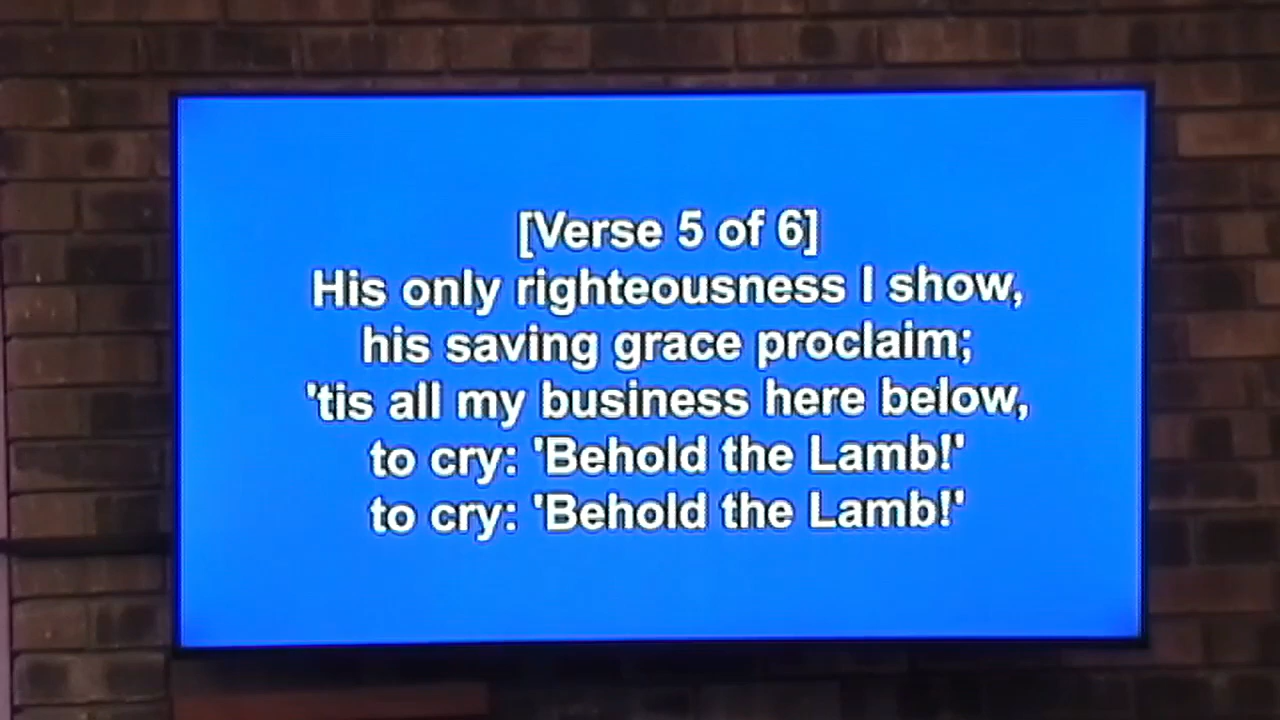 [Verse 5 of 6]
His only righteousness I show,
his saving grace proclaim;
'tis all my business here below,
to cry: 'Behold the Lamb!'
to cry: 'Behold the Lamb!'